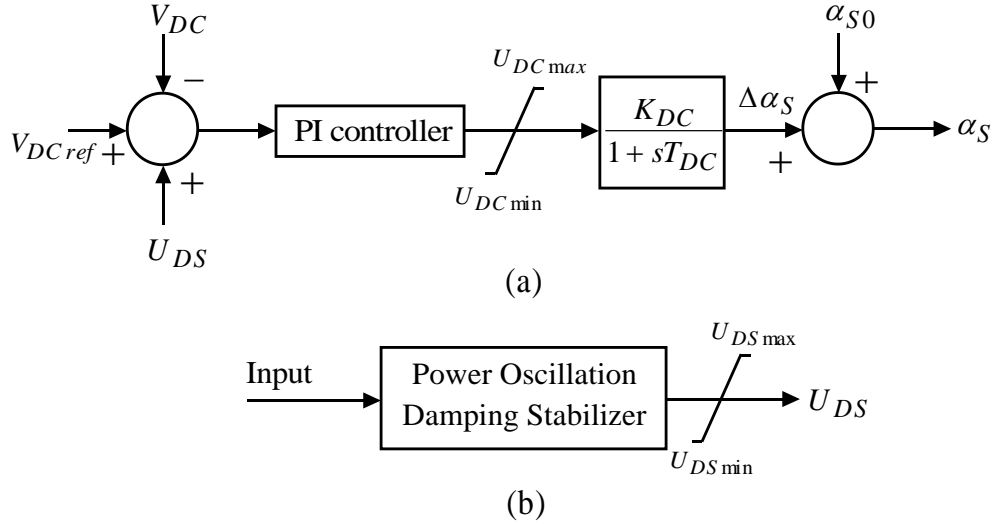 V_DC
−
V_DC ref
+
+
U_DS
PI controller
U_DC max
U_DC min
K_DC
1 + sT_DC
Δα_S
+
α_S0
+
α_S
(a)
Input
Power Oscillation
Damping Stabilizer
U_DS max
U_DS min
U_DS
(b)